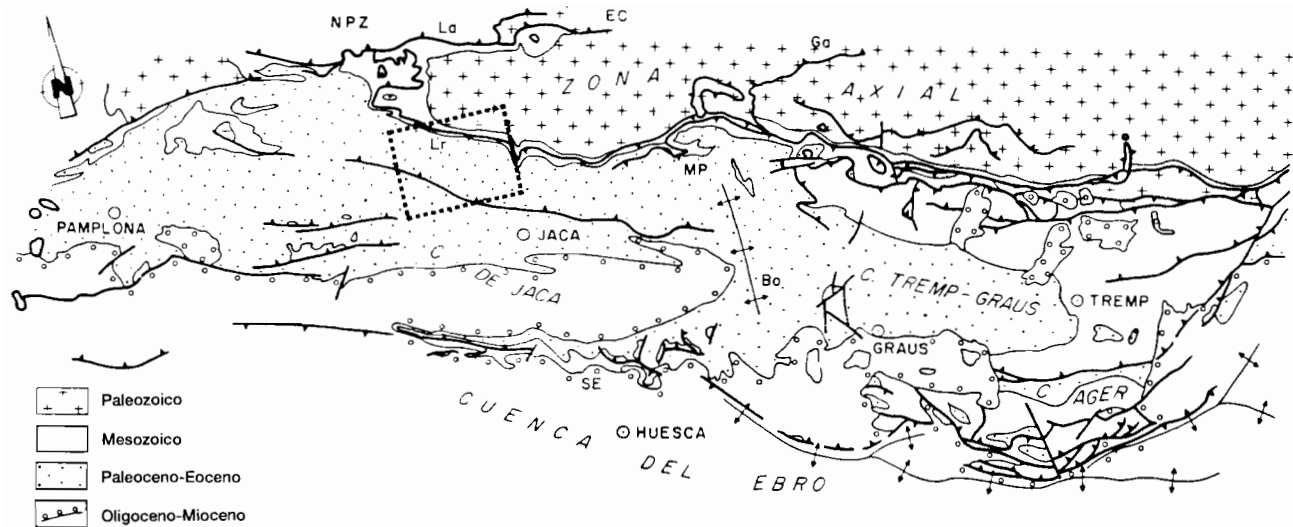 NPZ
La
EC
Ga
ZONA
AXIAL
Lr
MP
N
PAMPLONA
JACA
C
DE JACA
Bo
C. TREMP-GRAUS
TREMP
GRAUS
SE
C AGER
CUENCA
HUESCA
DEL
EBRO
Paleozoico
Mesozoico
Paleoceno-Eoceno
Oligoceno-Mioceno